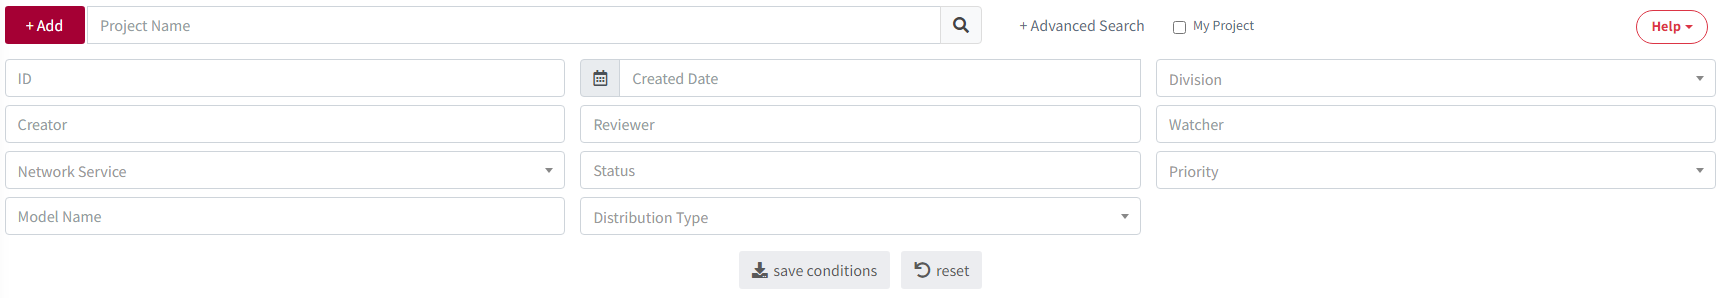 + Add Project Name + Advanced Search My Project Help
ID Created Date Division
Creator Reviewer Watcher
Network Service Status Priority
Model Name Distribution Type
save conditions reset